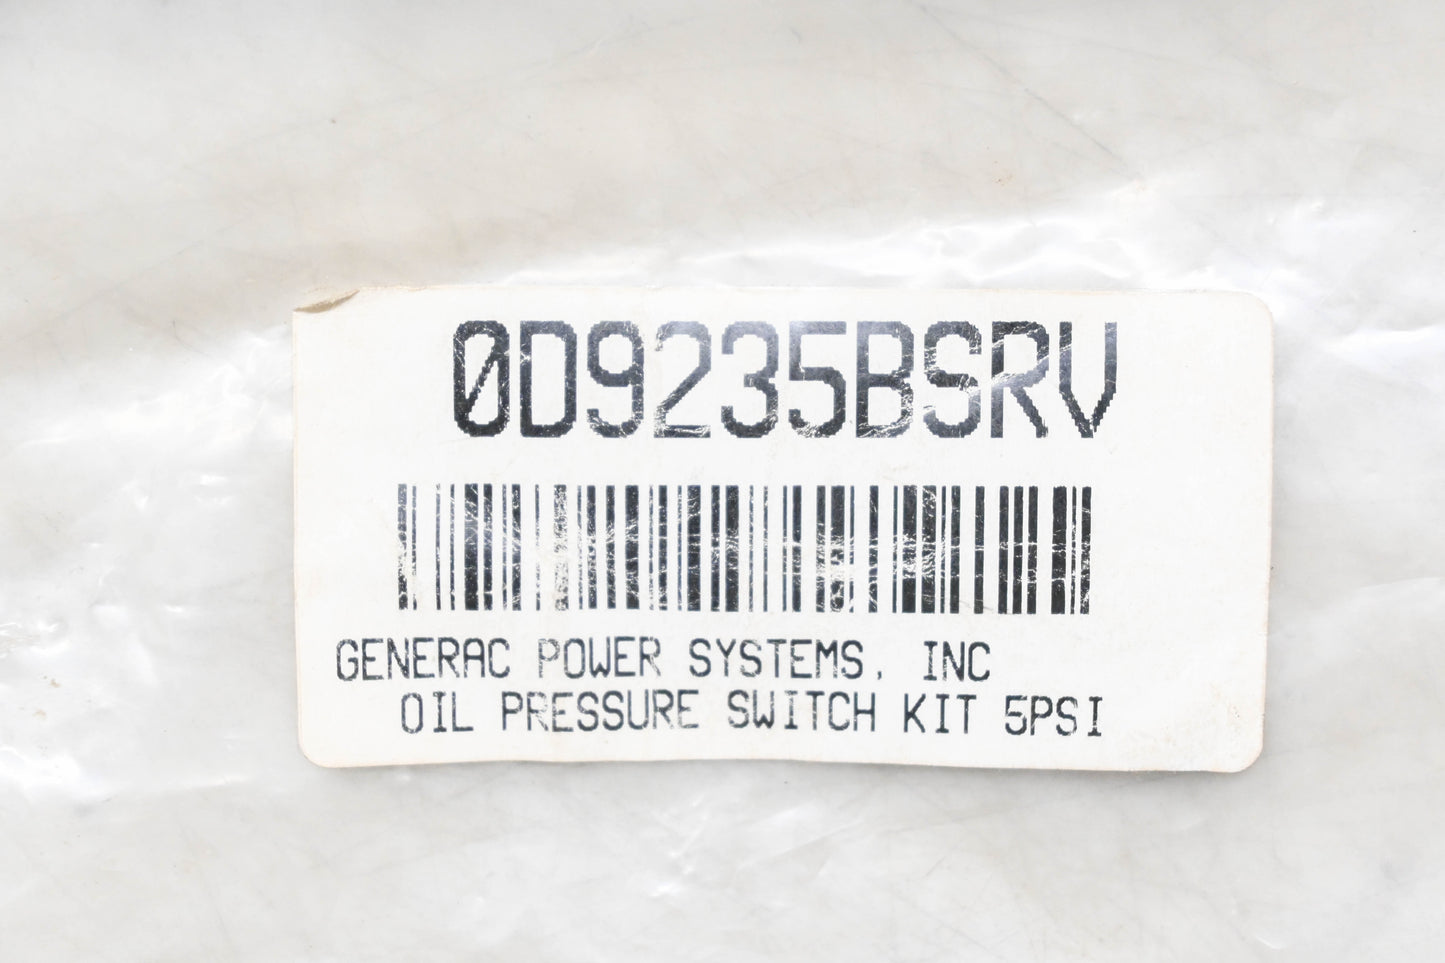 0D9235BSRV
GENERAC POWER SYSTEMS, INC
OIL PRESSURE SWITCH KIT 5PSI